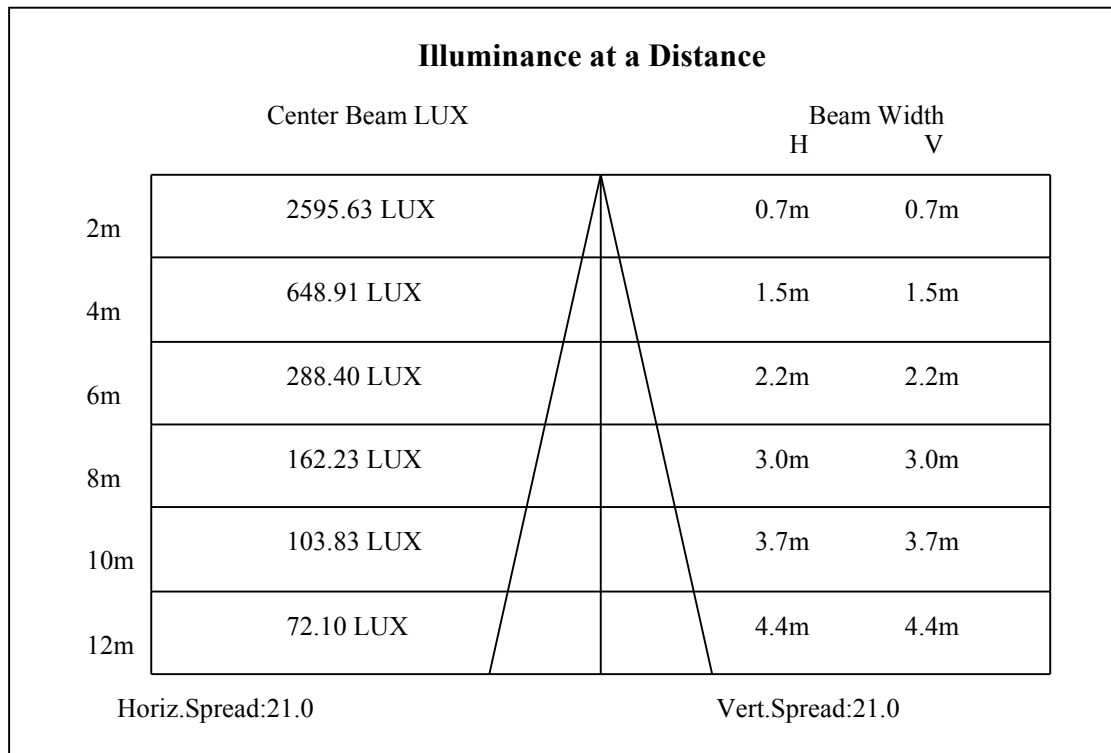 Illuminance at a Distance
Center Beam LUX Beam Width
H V
2m 2595.63 LUX 0.7m 0.7m
4m 648.91 LUX 1.5m 1.5m
6m 288.40 LUX 2.2m 2.2m
8m 162.23 LUX 3.0m 3.0m
10m 103.83 LUX 3.7m 3.7m
12m 72.10 LUX 4.4m 4.4m
Horiz.Spread:21.0 Vert.Spread:21.0